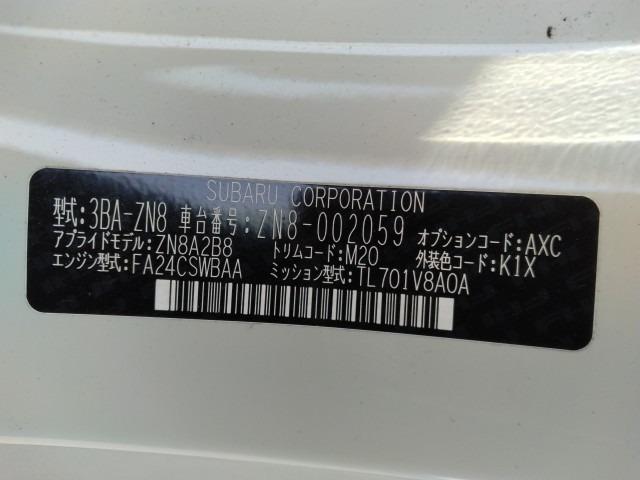 SUBARU CORPORATION
型式:3BA-ZN8 車台番号:ZN8-002059
アプライドモデル:ZN8A2B8 トリムコード:M20 オプションコード:AXC
エンジン型式:FA24CSWBAA ミッション型式:TL701V8A0A 外装色コード:K1X